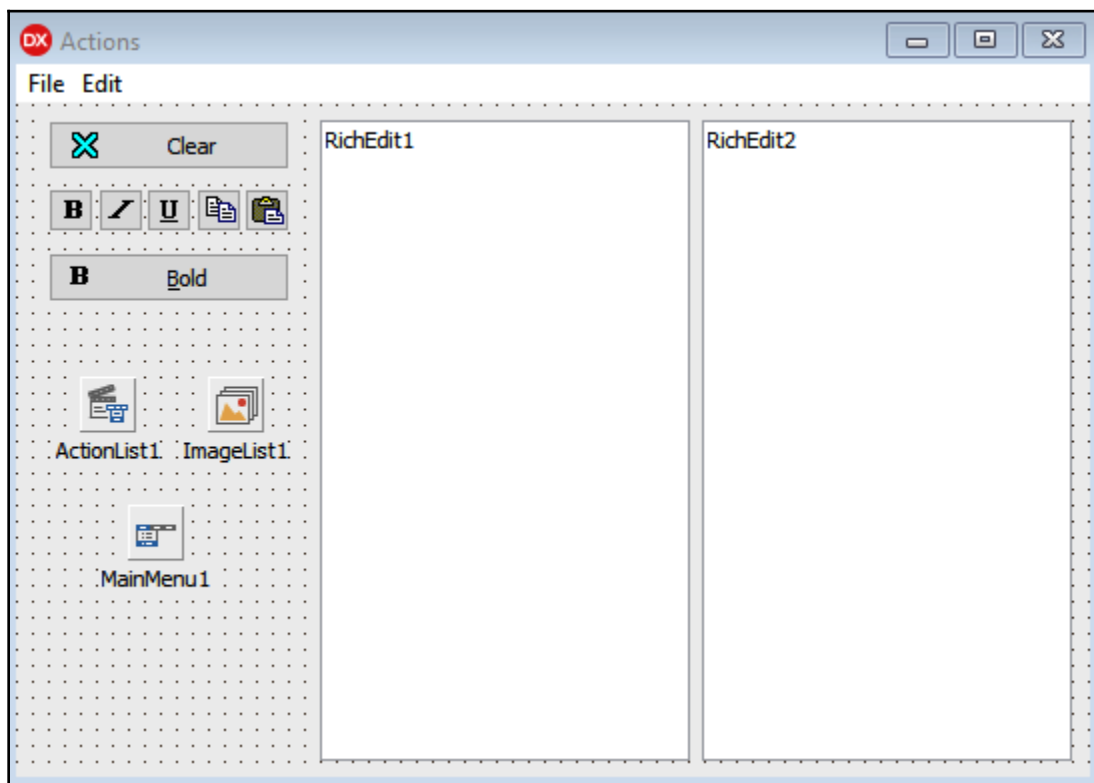 DX Actions
File Edit
Clear
B I U
B Bold
RichEdit1
RichEdit2
ActionList1 ImageList1
MainMenu1